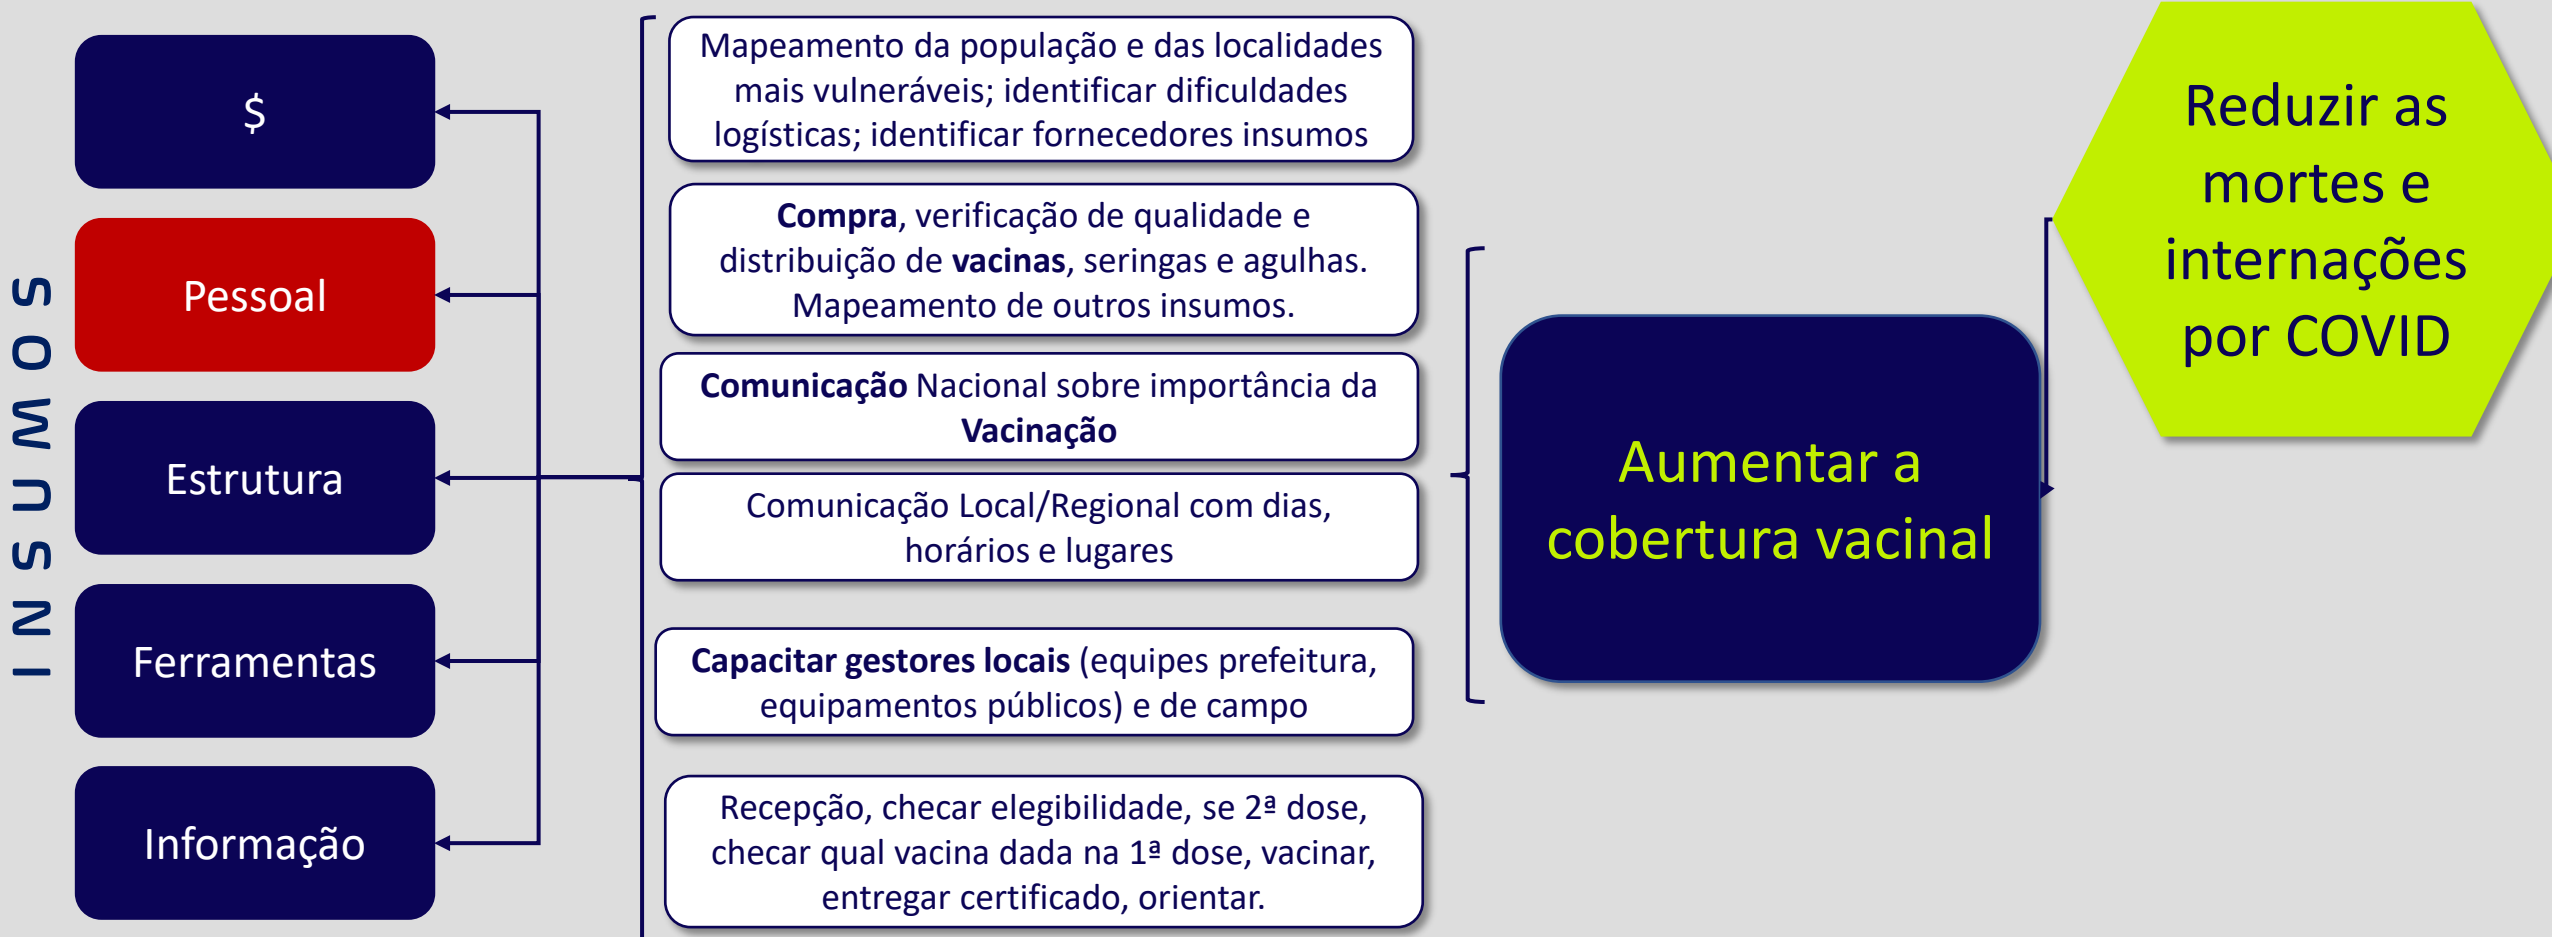 INSUMOS
$
Pessoal
Estrutura
Ferramentas
Informação
Mapeamento da população e das localidades
mais vulneráveis; identificar dificuldades
logísticas; identificar fornecedores insumos
Compra, verificação de qualidade e
distribuição de vacinas, seringas e agulhas.
Mapeamento de outros insumos.
Comunicação Nacional sobre importância da
Vacinação
Comunicação Local/Regional com dias,
horários e lugares
Capacitar gestores locais (equipes prefeitura,
equipamentos públicos) e de campo
Recepção, checar elegibilidade, se 2ª dose,
checar qual vacina dada na 1ª dose, vacinar,
entregar certificado, orientar.
Aumentar a
cobertura vacinal
Reduzir as
mortes e
internações
por COVID